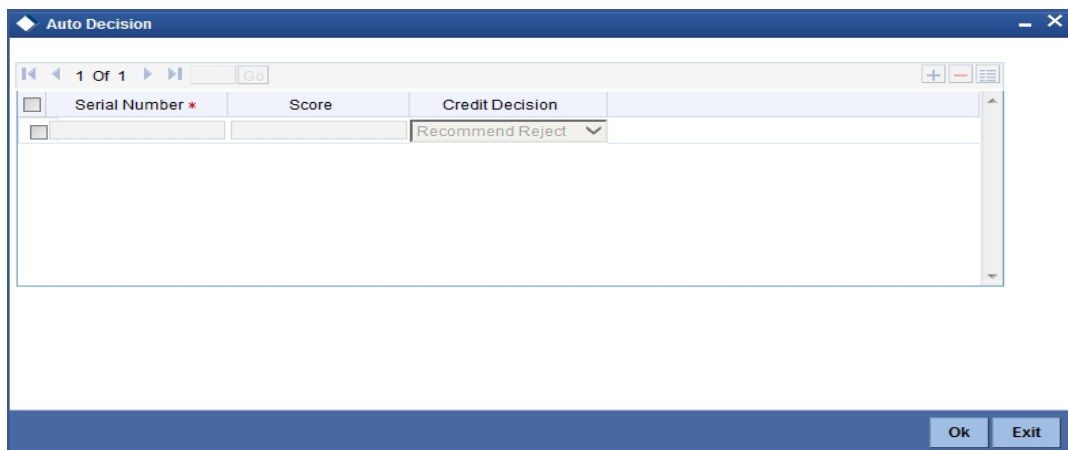 Auto Decision
1 Of 1 Go
Serial Number * Score Credit Decision
Recommend Reject
Ok Exit